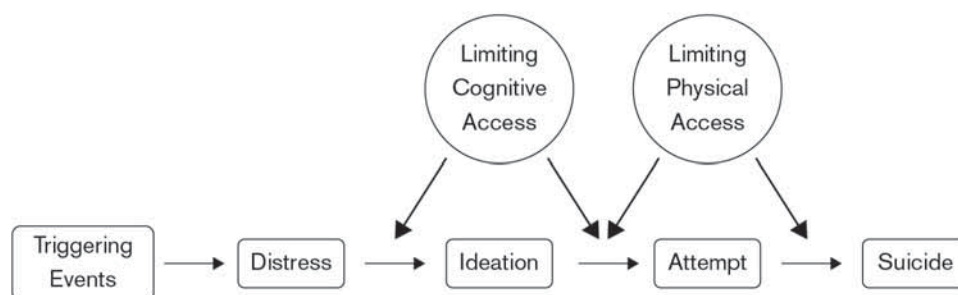 Limiting
Cognitive
Access
Limiting
Physical
Access
Triggering
Events
Distress
Ideation
Attempt
Suicide